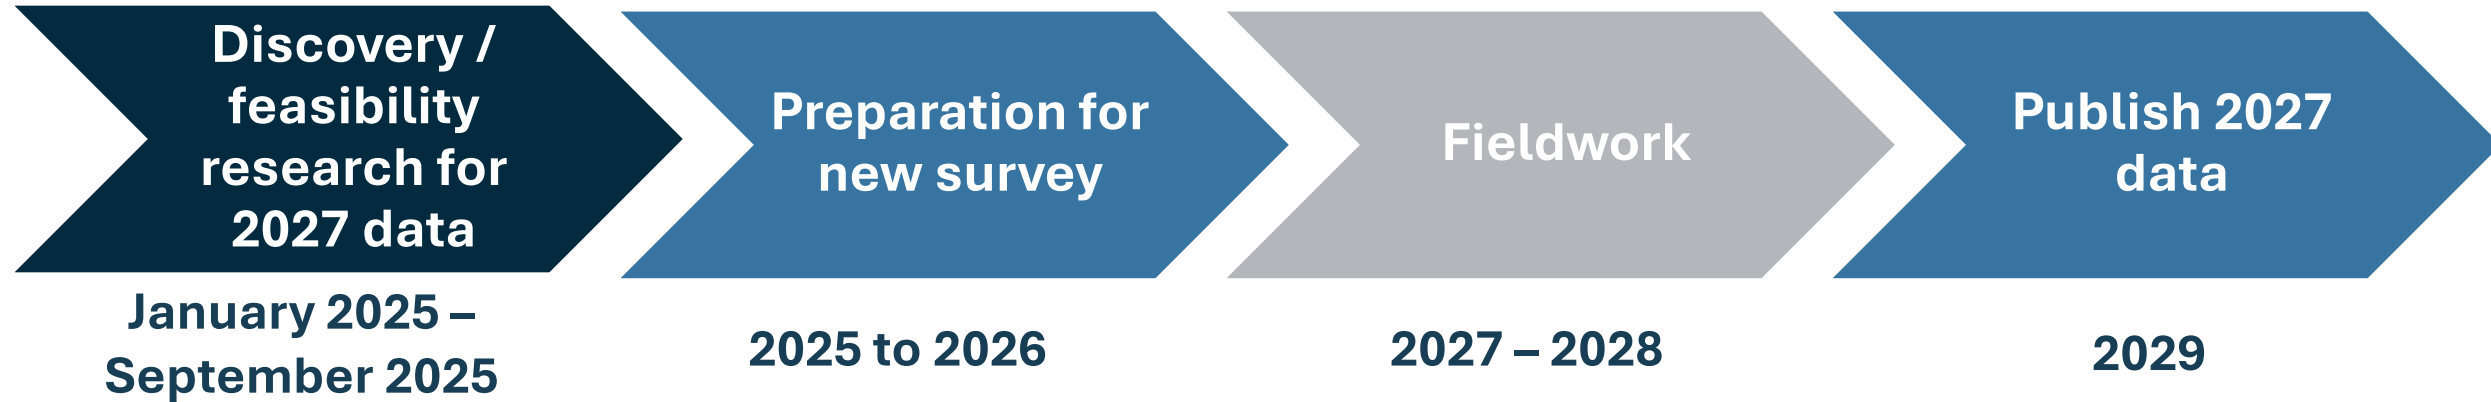 Discovery /
feasibility
research for
2027 data
Preparation for
new survey
Fieldwork
Publish 2027
data
January 2025 –
September 2025
2025 to 2026
2027 – 2028
2029